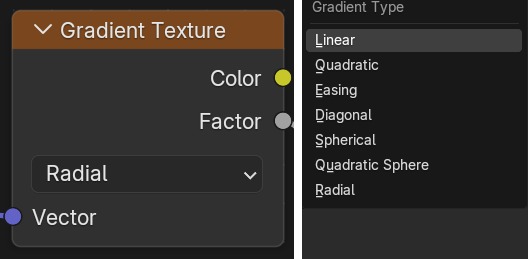 Gradient Texture
Color
Factor
Radial
Vector
Gradient Type
Linear
Quadratic
Easing
Diagonal
Spherical
Quadratic Sphere
Radial